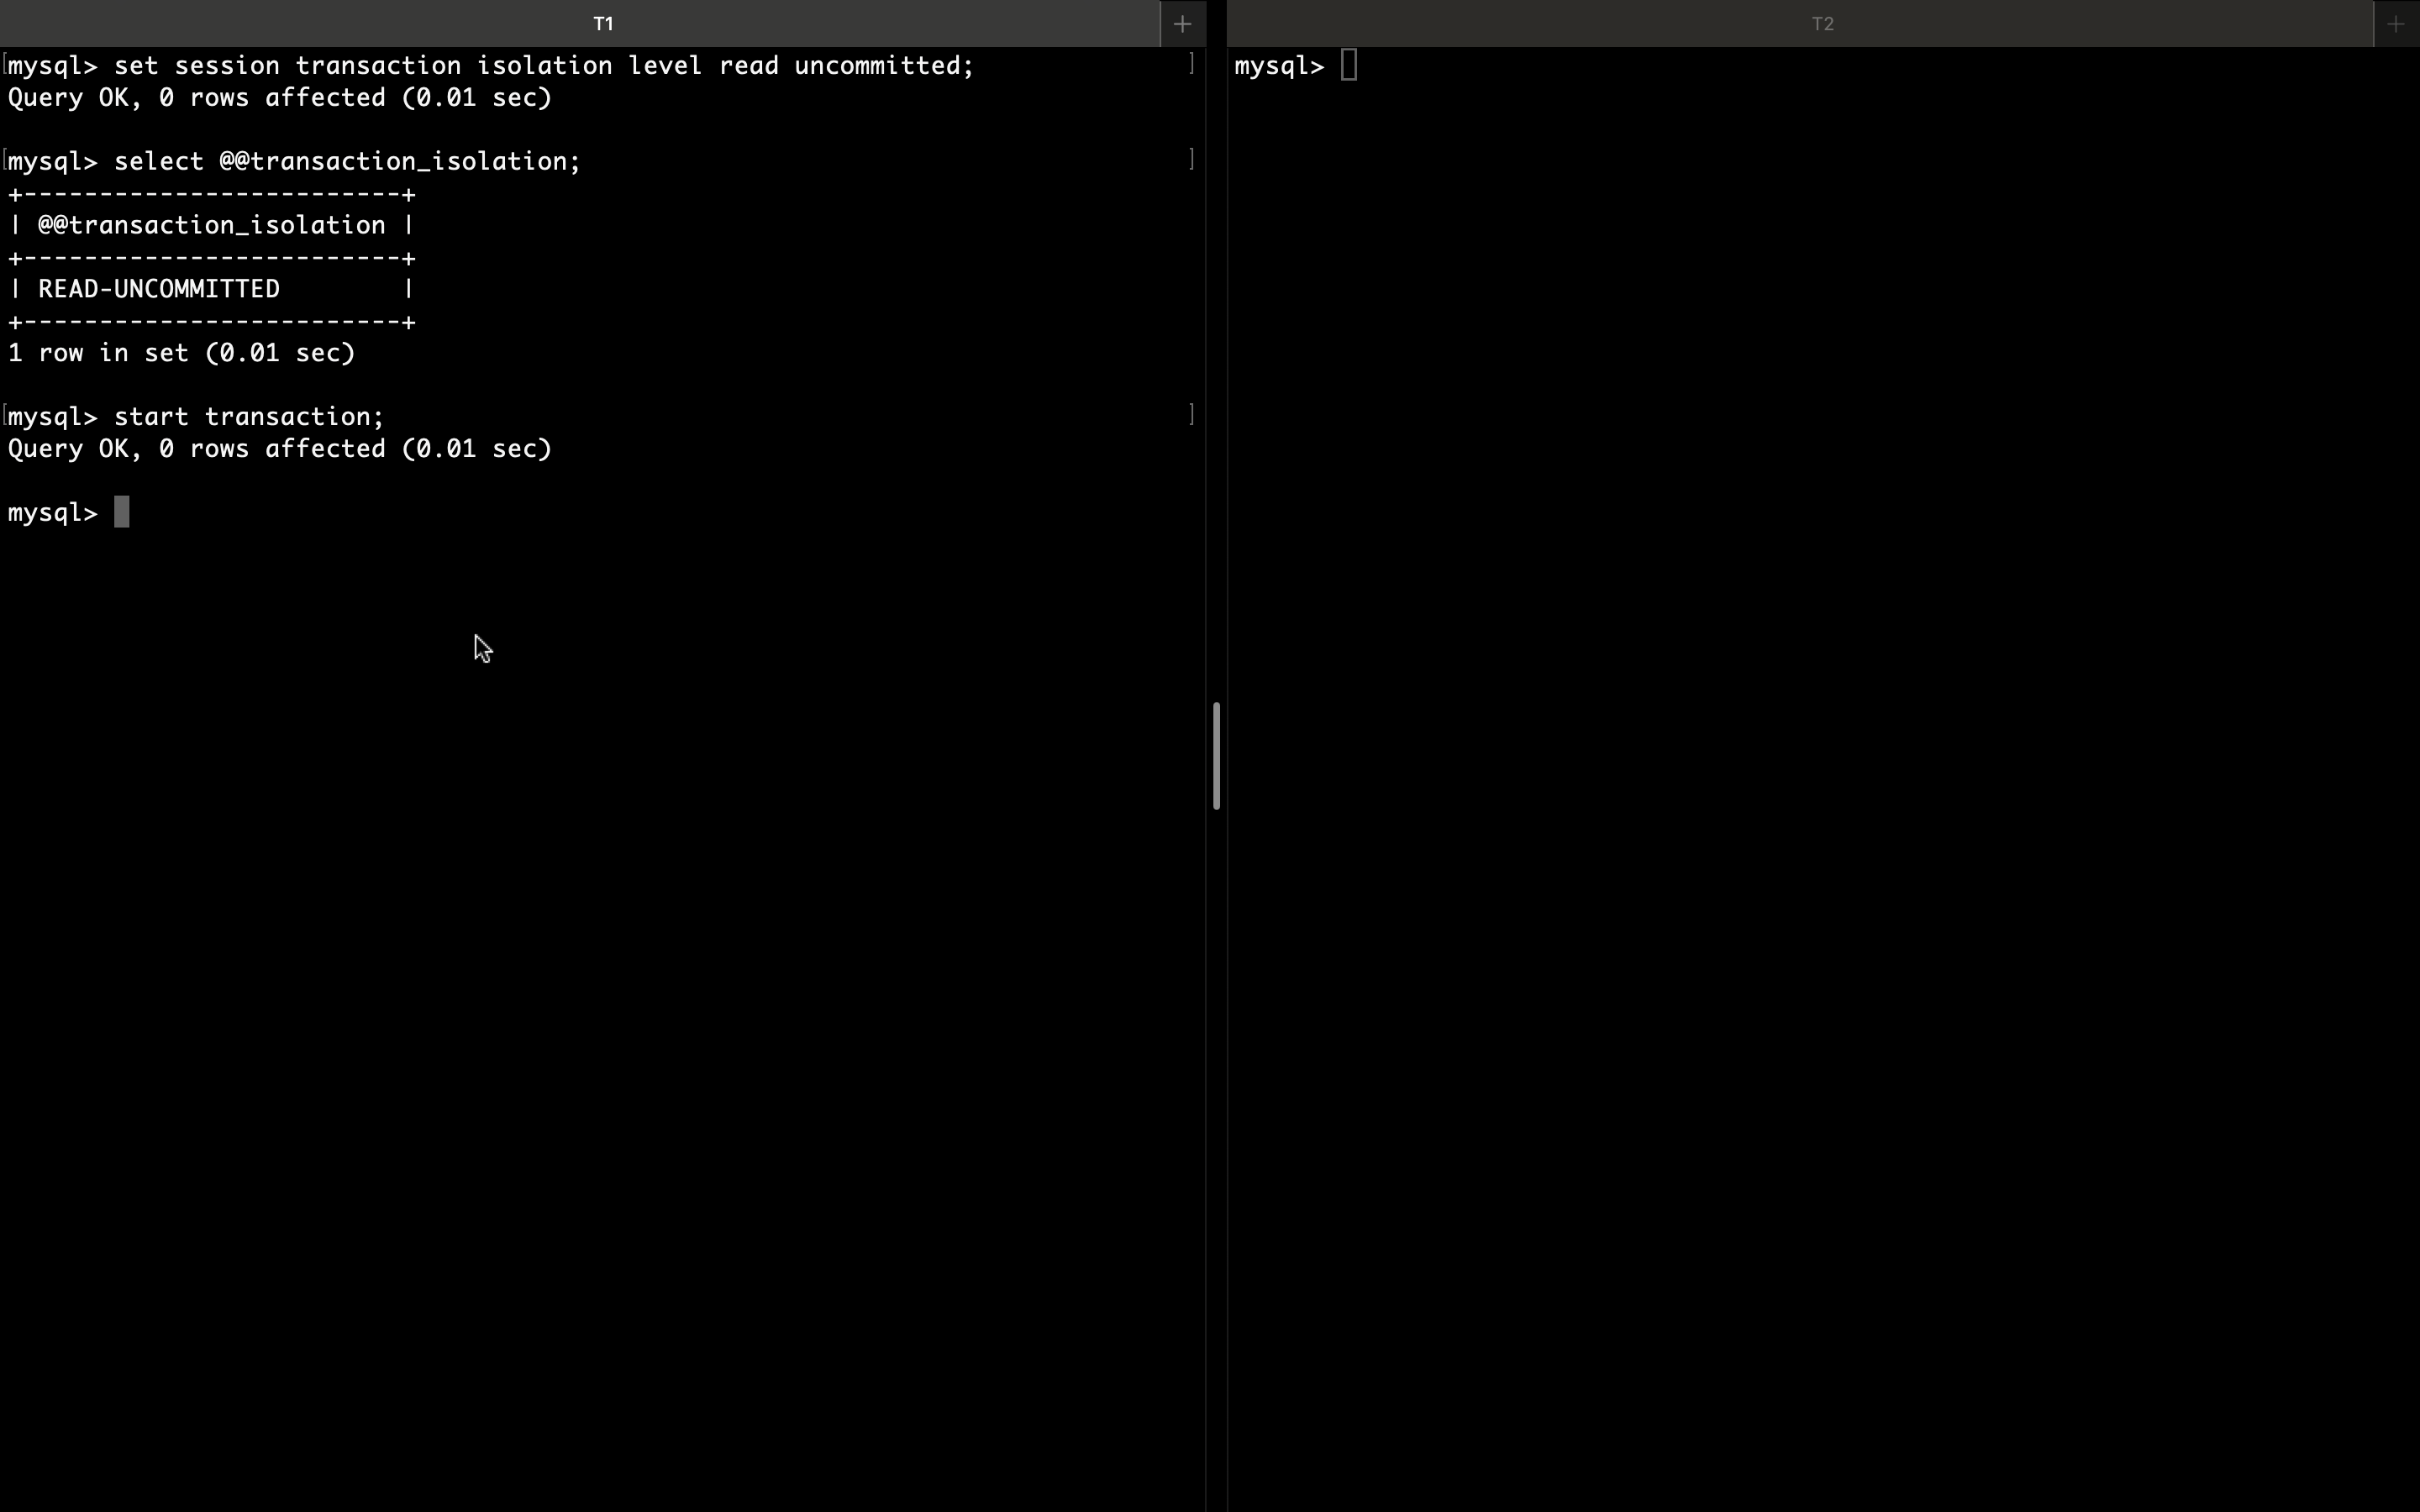 T1
+
mysql> set session transaction isolation level read uncommitted;
Query OK, 0 rows affected (0.01 sec)
mysql> select @@transaction_isolation;
+-------------------------+
| @@transaction_isolation |
+-------------------------+
| READ-UNCOMMITTED        |
+-------------------------+
1 row in set (0.01 sec)
mysql> start transaction;
Query OK, 0 rows affected (0.01 sec)
mysql>
T2
+
mysql>